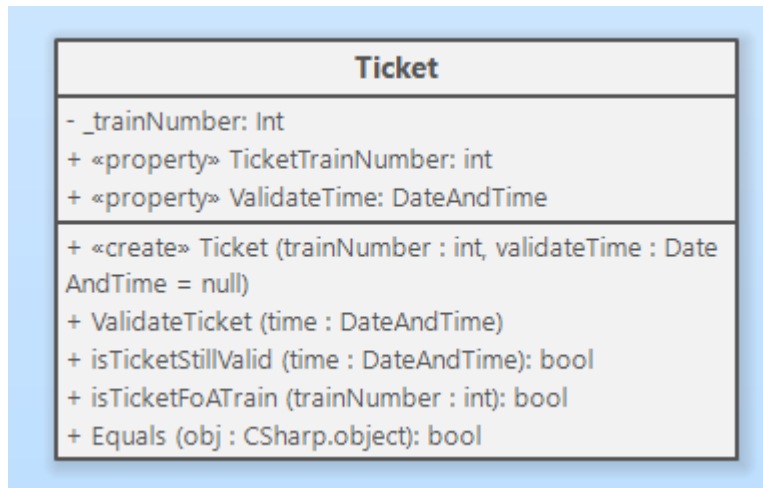 Ticket
- _trainNumber: Int
+ «property» TicketTrainNumber: int
+ «property» ValidateTime: DateAndTime
+ «create» Ticket (trainNumber : int, validateTime : Date
AndTime = null)
+ ValidateTicket (time : DateAndTime)
+ isTicketStillValid (time : DateAndTime): bool
+ isTicketFoATrain (trainNumber : int): bool
+ Equals (obj : CSharp.object): bool